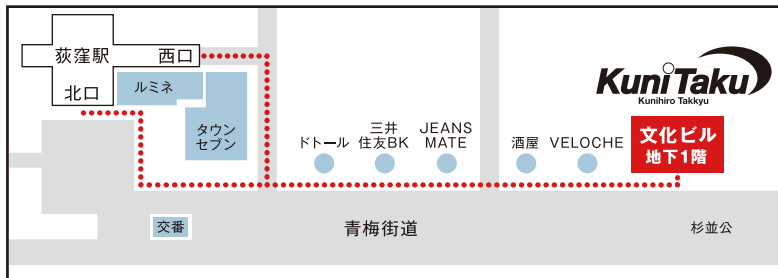 荻窪駅
西口
北口
ルミネ
タウン
セブン
ドトール
三井
住友BK
JEANS
MATE
酒屋
VELOCHE
KuniTaku
Kunihiro Takkyu
文化ビル
地下1階
交番
青梅街道
杉並公